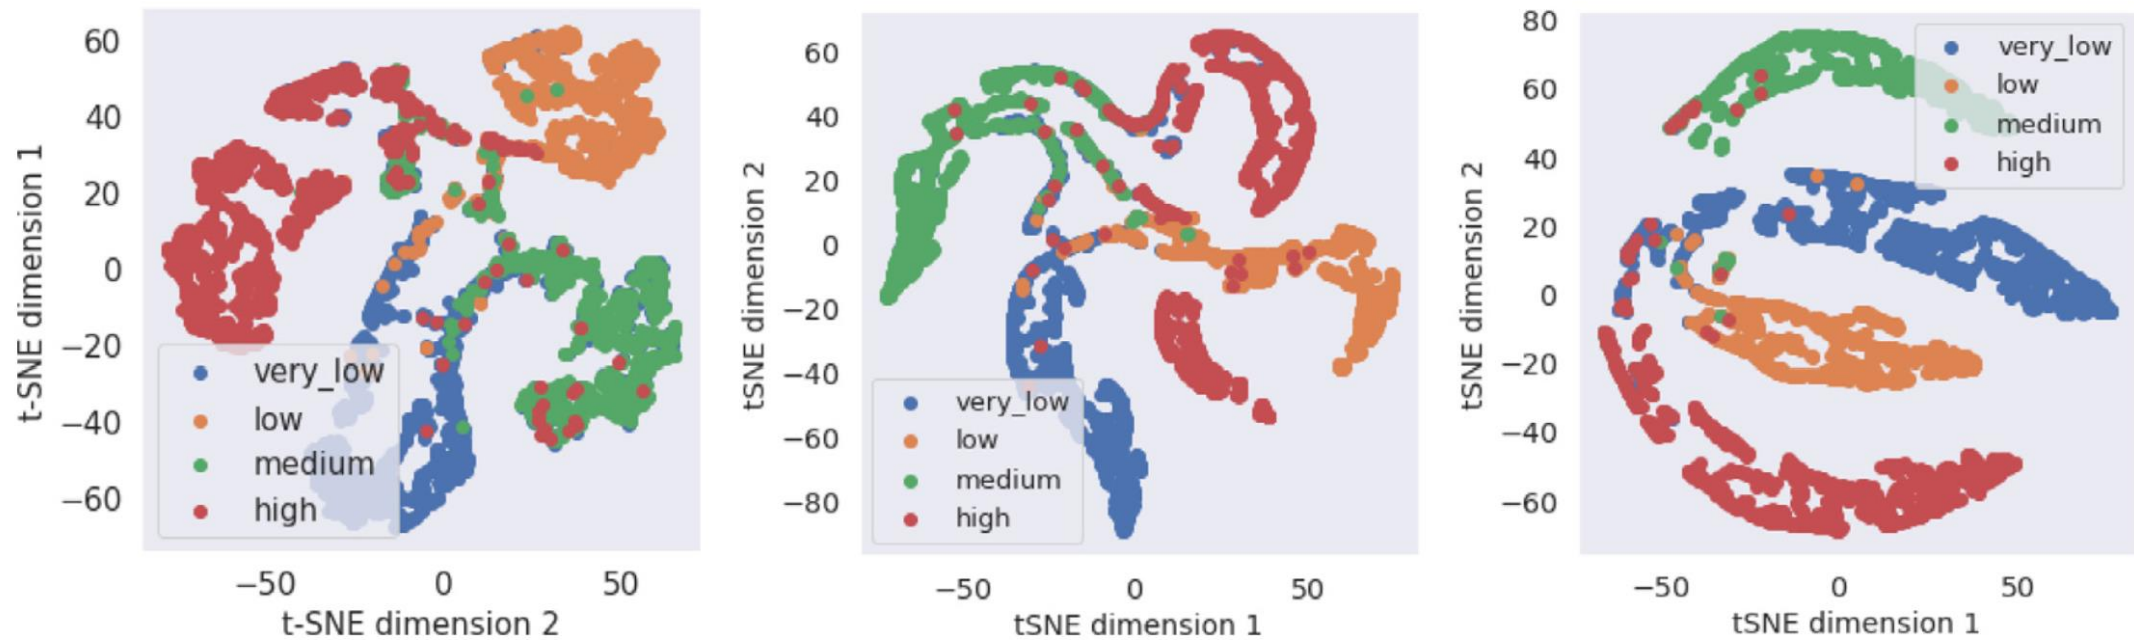 60
40
20
0
−20
−40
−60
t-SNE dimension 1
very_low
low
medium
high
−50 0 50
t-SNE dimension 2
60
40
20
0
−20
−40
−60
−80
tSNE dimension 2
very_low
low
medium
high
−50 0 50
tSNE dimension 1
80
60
40
20
0
−20
−40
−60
tSNE dimension 2
very_low
low
medium
high
−50 0 50
tSNE dimension 1